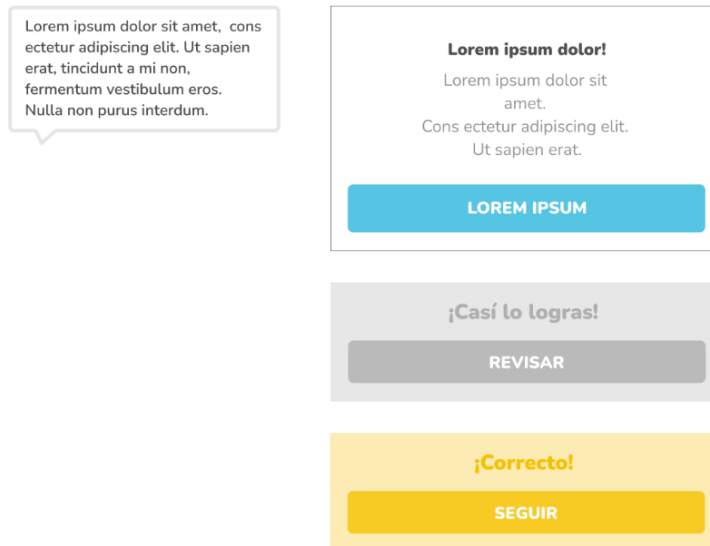 Lorem ipsum dolor sit amet,  cons
ectetur adipiscing elit. Ut sapien
erat, tincidunt a mi non,
fermentum vestibulum eros.
Nulla non purus interdum.
Lorem ipsum dolor!
Lorem ipsum dolor sit
amet.
Cons ectetur adipiscing elit.
Ut sapien erat.
LOREM IPSUM
¡Casí lo logras!
REVISAR
¡Correcto!
SEGUIR